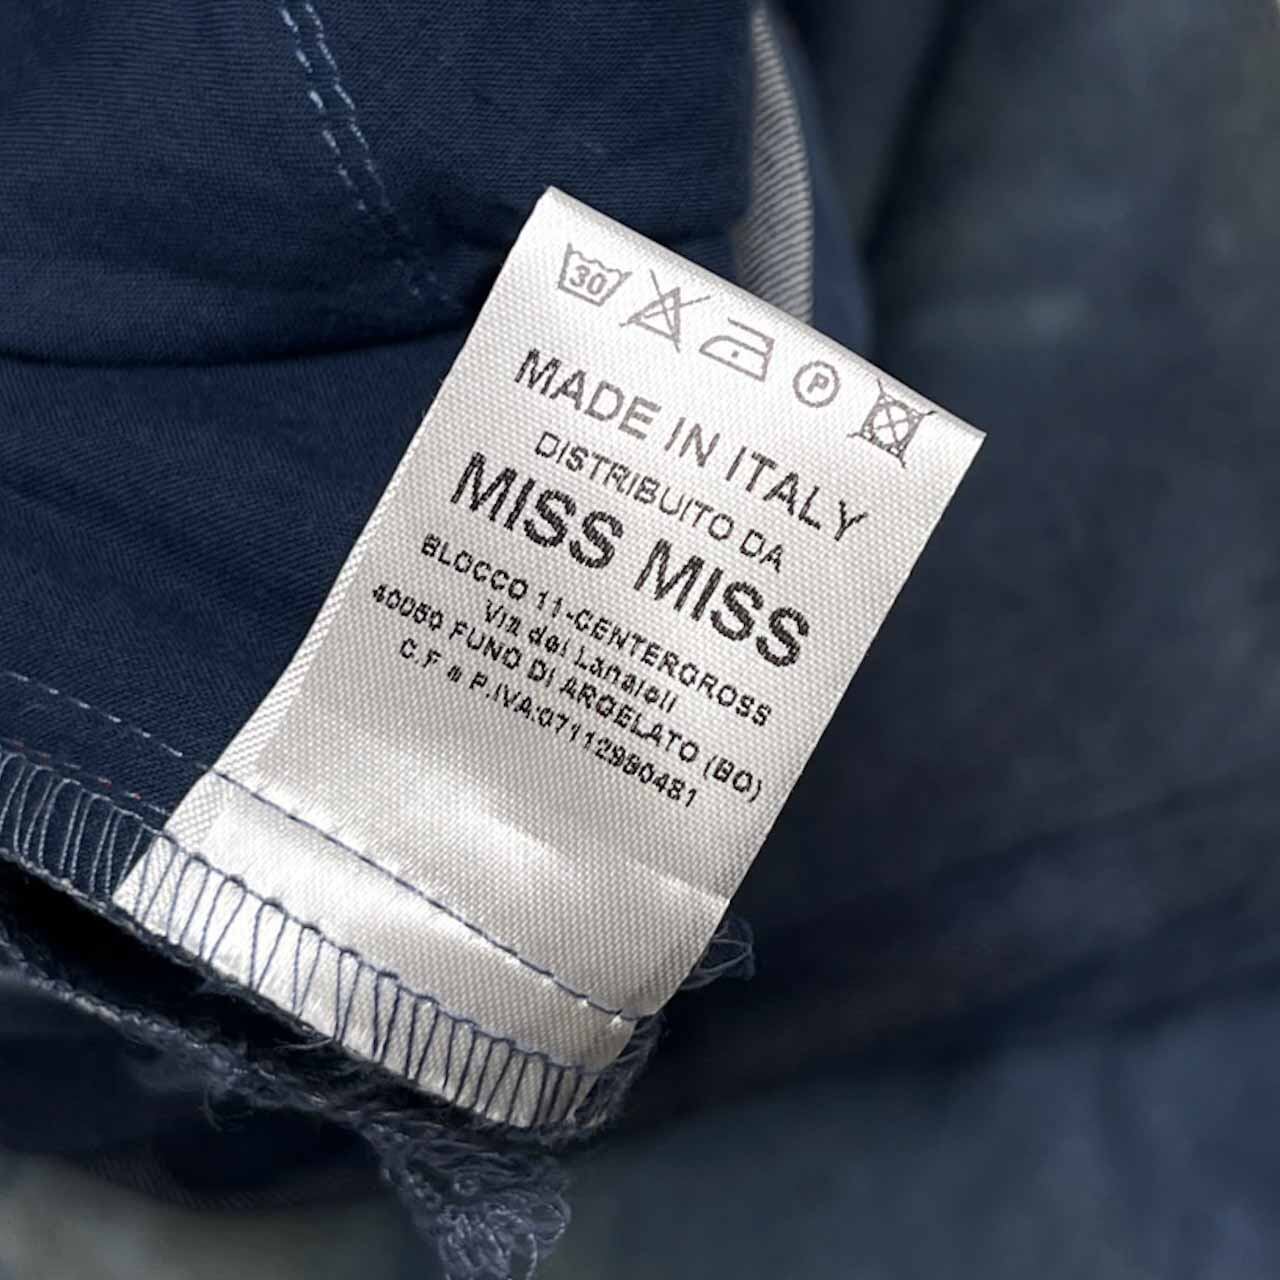 30
P
MADE IN ITALY
DISTRIBUITO DA
MISS MISS
BLOCCO 11-CENTERGROSS
Via dei Lanaioli
40050 FUNO DI ARGELATO (BO)
C.F e P.IVA:07112980481